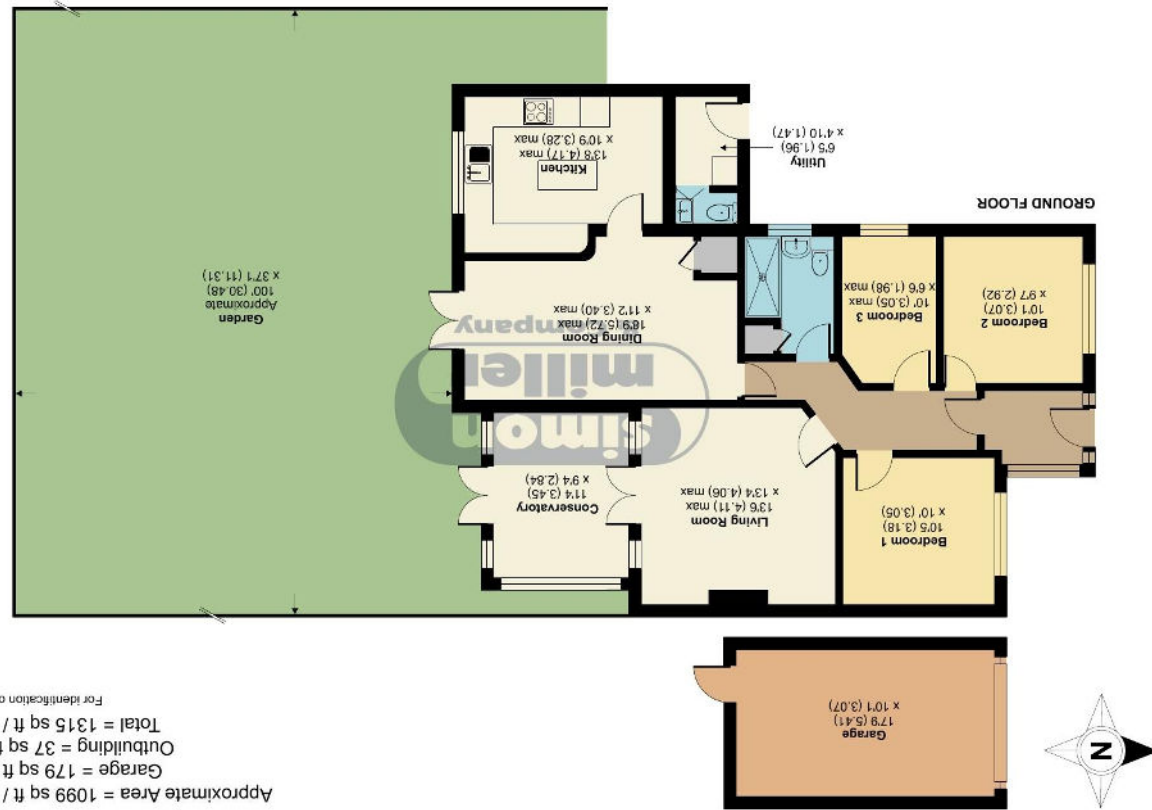 Approximate Area = 1099 sq ft /
Garage = 179 sq ft
Outbuilding = 37 sq ft
Total = 1315 sq ft /
For identification o
N
Garage
17'9 (5.41)
x 10'1 (3.07)
Bedroom 1
10'5 (3.18)
x 10' (3.05)
Living Room
13'6 (4.11) max
x 13'4 (4.06) max
Conservatory
11'4 (3.45)
x 9'4 (2.84)
simon
miller
& company
Dining Room
18'9 (5.72) max
x 11'2 (3.40) max
Garden
Approximate
100' (30.48)
x 37'1 (11.31)
Bedroom 2
10'1 (3.07)
x 9'7 (2.92)
Bedroom 3
10' (3.05) max
x 6'6 (1.98) max
GROUND FLOOR
Utility
6'5 (1.96)
x 4'10 (1.47)
Kitchen
13'8 (4.17) max
x 10'9 (3.28) max